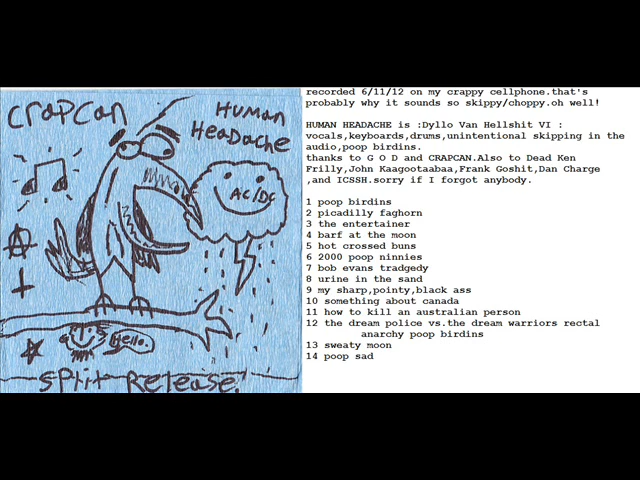 CRAPCAN
HUMAN
HeaDache
AC/DC
Hello.
Split Release!
recorded 6/11/12 on my crappy cellphone.that's
probably why it sounds so skippy/choppy.oh well!
HUMAN HEADACHE is :Dyllo Van Hellshit VI :
vocals,keyboards,drums,unintentional skipping in the
audio,poop birdins.
thanks to G O D and CRAPCAN.Also to Dead Ken
Frilly,John Kaagootaabaa,Frank Goshit,Dan Charge
,and ICSSH.sorry if I forgot anybody.
1 poop birdins
2 picadilly faghorn
3 the entertainer
4 barf at the moon
5 hot crossed buns
6 2000 poop ninnies
7 bob evans tradgedy
8 urine in the sand
9 my sharp,pointy,black ass
10 something about canada
11 how to kill an australian person
12 the dream police vs.the dream warriors rectal
anarchy poop birdins
13 sweaty moon
14 poop sad